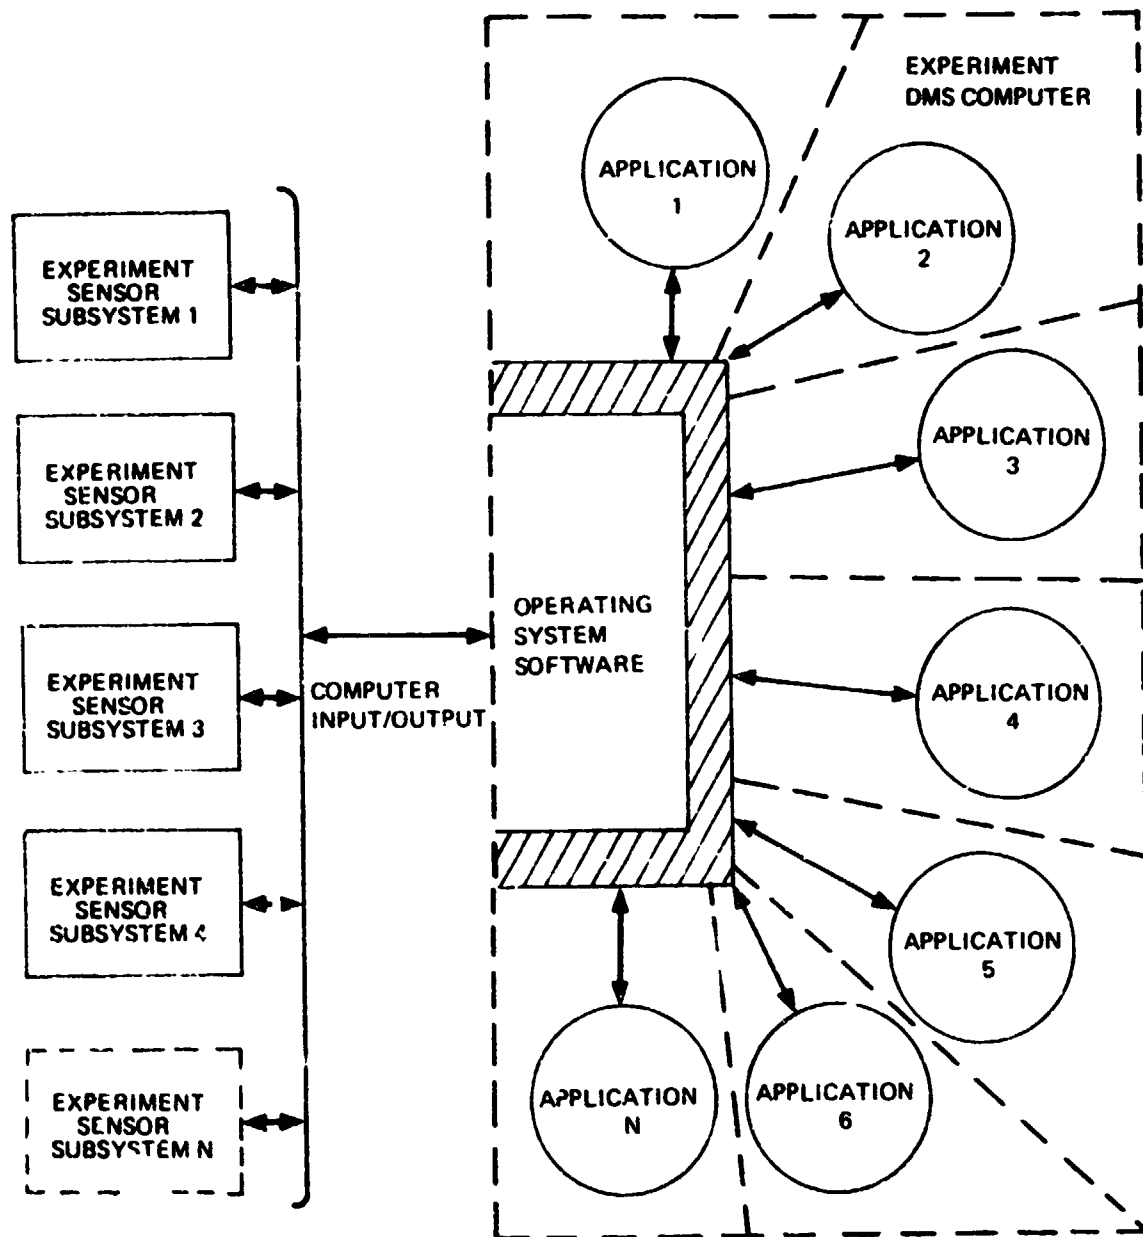 EXPERIMENT
DMS COMPUTER
APPLICATION
1
APPLICATION
2
APPLICATION
3
APPLICATION
4
APPLICATION
5
APPLICATION
6
APPLICATION
N
EXPERIMENT
SENSOR
SUBSYSTEM 1
EXPERIMENT
SENSOR
SUBSYSTEM 2
EXPERIMENT
SENSOR
SUBSYSTEM 3
EXPERIMENT
SENSOR
SUBSYSTEM 4
EXPERIMENT
SENSOR
SUBSYSTEM N
COMPUTER
INPUT/OUTPUT
OPERATING
SYSTEM
SOFTWARE